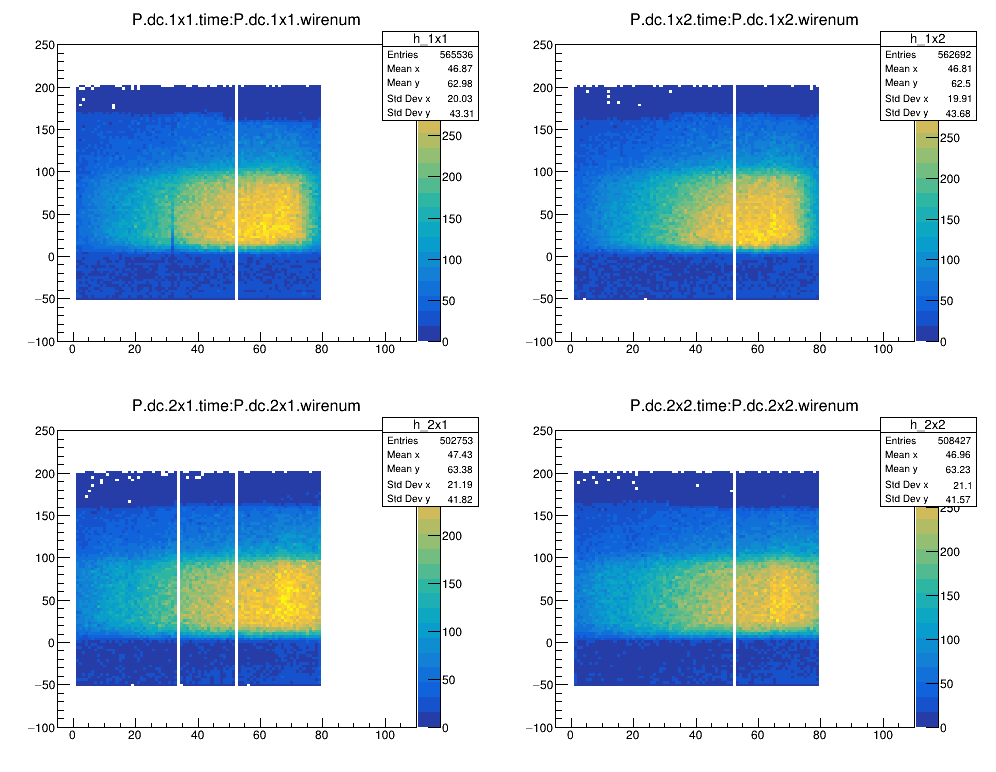 P.dc.1x1.time:P.dc.1x1.wirenum
h_1x1
Entries 565536
Mean x 46.87
Mean y 62.98
Std Dev x 20.03
Std Dev y 43.31
250
200
150
100
50
0
−50
−100
0 20 40 60 80 100
250
200
150
100
50
0
P.dc.1x2.time:P.dc.1x2.wirenum
h_1x2
Entries 562692
Mean x 46.81
Mean y 62.5
Std Dev x 19.91
Std Dev y 43.68
250
200
150
100
50
0
−50
−100
0 20 40 60 80 100
250
200
150
100
50
0
P.dc.2x1.time:P.dc.2x1.wirenum
h_2x1
Entries 502753
Mean x 47.43
Mean y 63.38
Std Dev x 21.19
Std Dev y 41.82
250
200
150
100
50
0
−50
−100
0 20 40 60 80 100
200
150
100
50
0
P.dc.2x2.time:P.dc.2x2.wirenum
h_2x2
Entries 508427
Mean x 46.96
Mean y 63.23
Std Dev x 21.1
Std Dev y 41.57
250
200
150
100
50
0
−50
−100
0 20 40 60 80 100
250
200
150
100
50
0